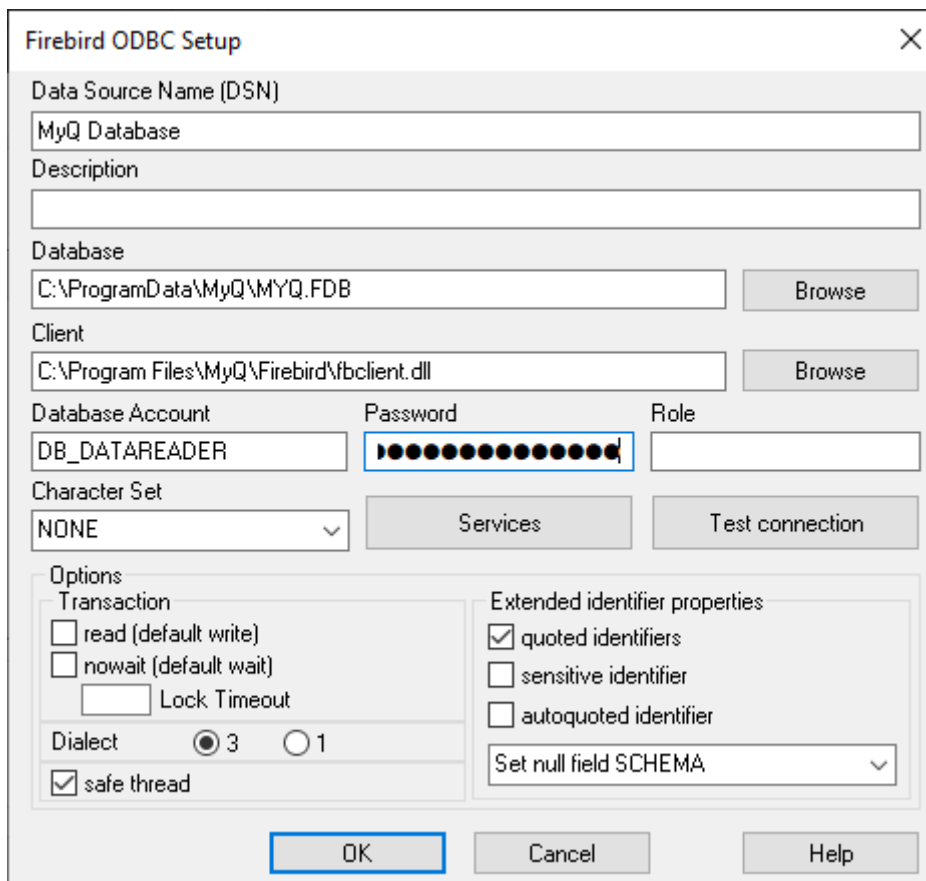 Firebird ODBC Setup
Data Source Name (DSN)
MyQ Database
Description
Database
C:\ProgramData\MyQ\MYQ.FDB
Browse
Client
C:\Program Files\MyQ\Firebird\fbclient.dll
Browse
Database Account Password Role
DB_DATAREADER
Character Set
NONE
Services
Test connection
Options
Transaction
read (default write)
nowait (default wait)
Lock Timeout
Dialect 3 1
safe thread
Extended identifier properties
quoted identifiers
sensitive identifier
autoquoted identifier
Set null field SCHEMA
OK Cancel Help